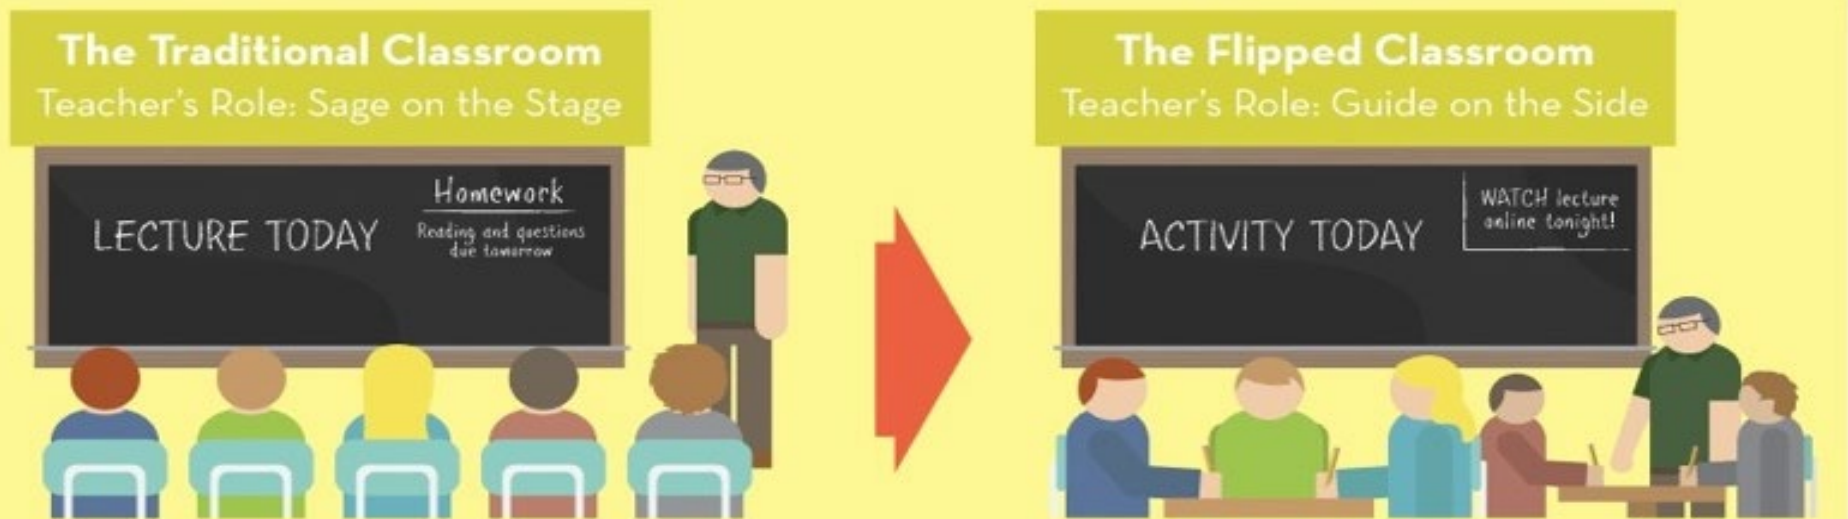 The Traditional Classroom
Teacher's Role: Sage on the Stage
LECTURE TODAY
Homework
Reading and questions
due tomorrow
The Flipped Classroom
Teacher's Role: Guide on the Side
ACTIVITY TODAY
WATCH lecture
online tonight!